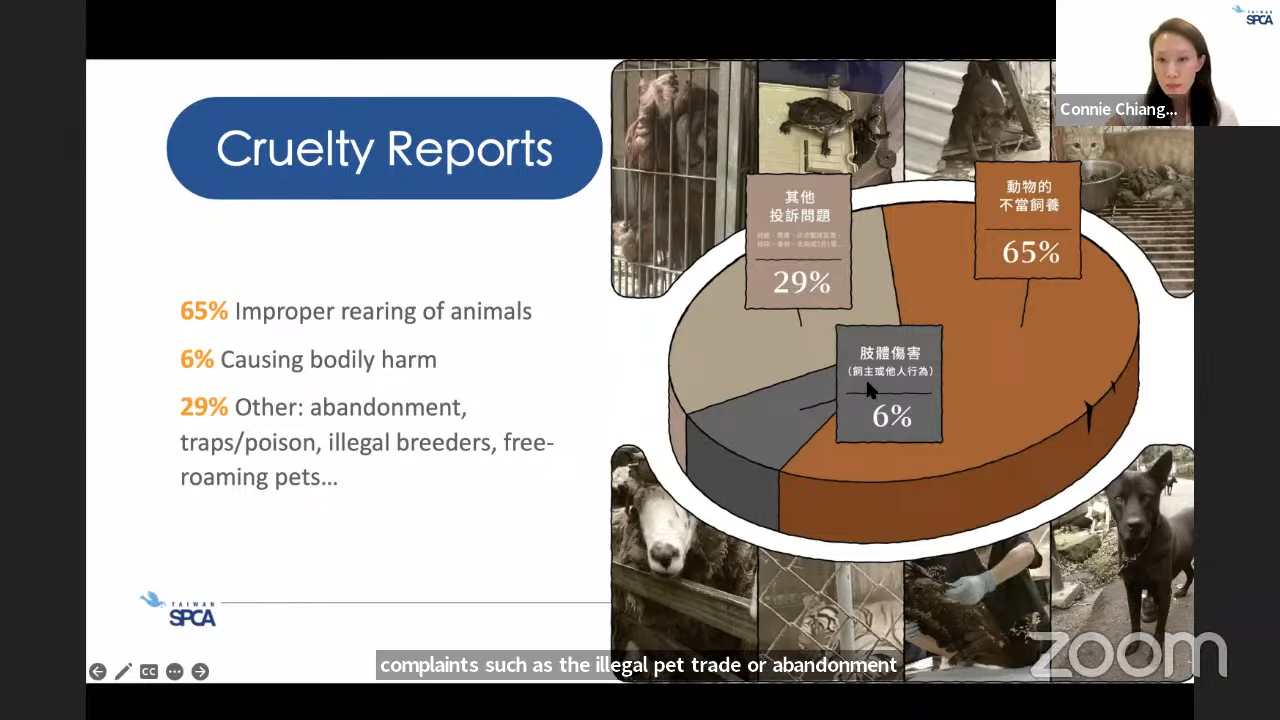 TAIWAN
SPCA
Connie Chiang...
Cruelty Reports
65% Improper rearing of animals
6% Causing bodily harm
29% Other: abandonment,
traps/poison, illegal breeders, free-
roaming pets...
其他
投訴問題
29%
動物的
不當飼養
65%
肢體傷害
(飼主或他人行為)
6%
TAIWAN
SPCA
CC
complaints such as the illegal pet trade or abandonment
zoom